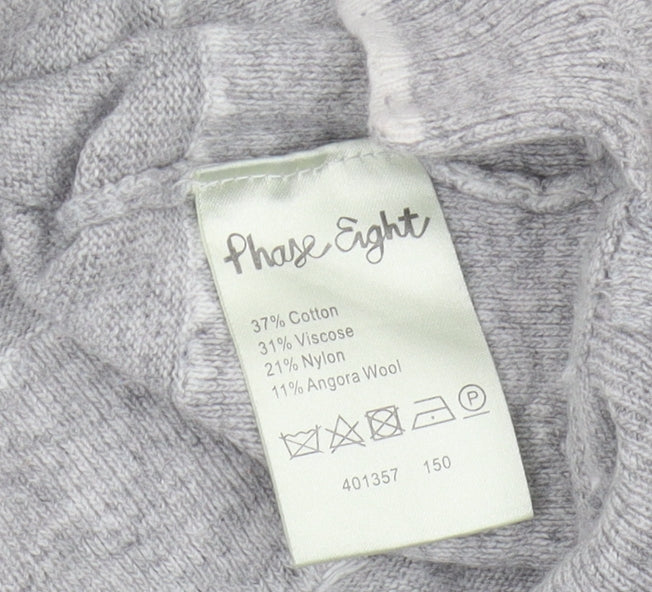 Phase Eight
37% Cotton
31% Viscose
21% Nylon
11% Angora Wool
P
401357 150